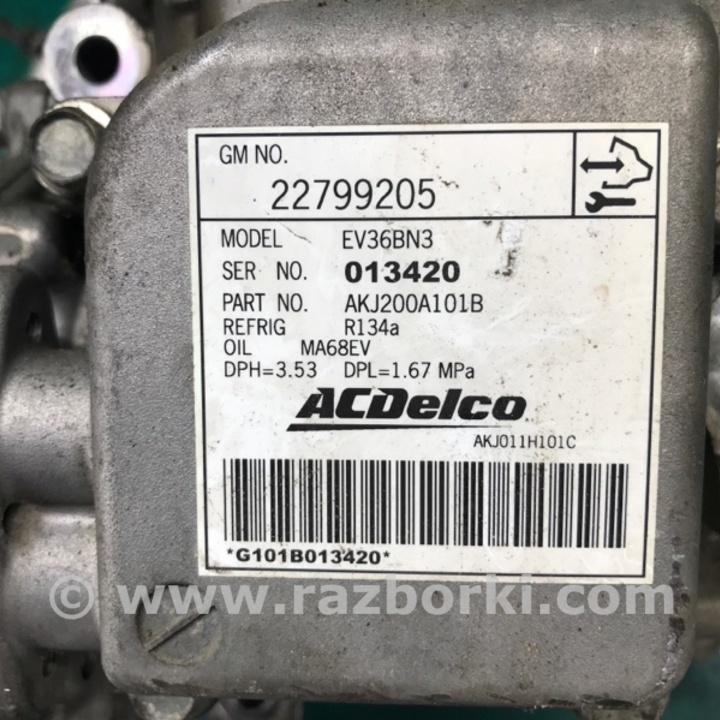 GM NO.
22799205
MODEL EV36BN3
SER NO. 013420
PART NO. AKJ200A101B
REFRIG R134a
OIL MA68EV
DPH=3.53 DPL=1.67 MPa
ACDelco
AKJ011H101C
*G101B013420*
© www.razborki.com